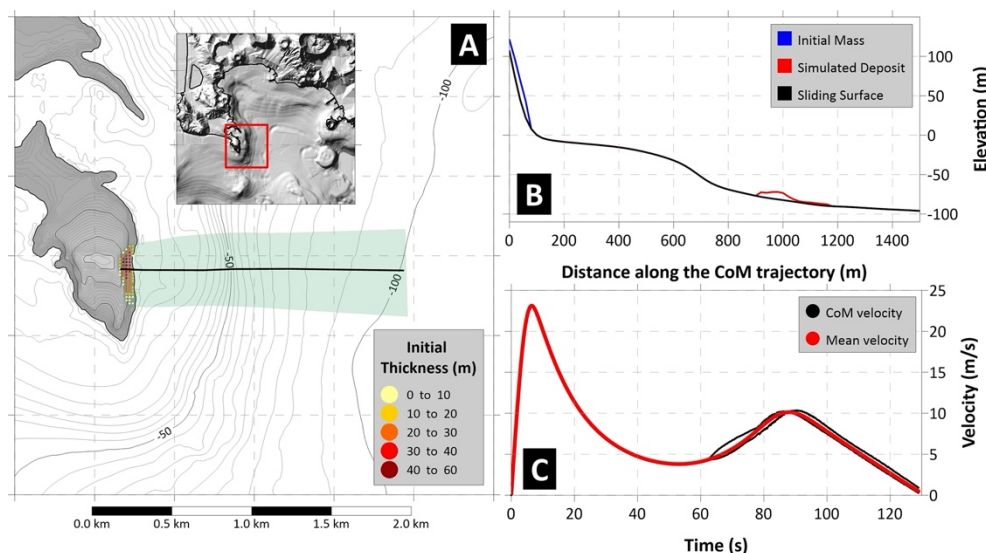 A
-100
-50
-100
-50
Initial
Thickness (m)
0 to 10
10 to 20
20 to 30
30 to 40
40 to 60
0.0 km 0.5 km 1.0 km 1.5 km 2.0 km
B
Initial Mass
Simulated Deposit
Sliding Surface
100
50
0
-50
-100
Elevation (m)
0 200 400 600 800 1000 1200 1400
Distance along the CoM trajectory (m)
C
CoM velocity
Mean velocity
25
20
15
10
5
0
Velocity (m/s)
0 20 40 60 80 100 120
Time (s)